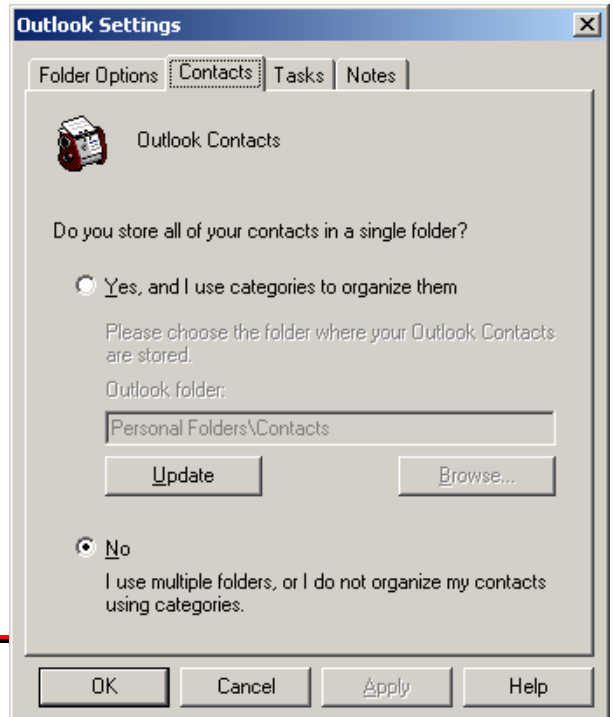 Outlook Settings
Folder Options Contacts Tasks Notes
Outlook Contacts
Do you store all of your contacts in a single folder?
Yes, and I use categories to organize them
Please choose the folder where your Outlook Contacts
are stored.
Outlook folder:
Personal Folders\Contacts
Update Browse...
No
I use multiple folders, or I do not organize my contacts
using categories.
OK Cancel Apply Help